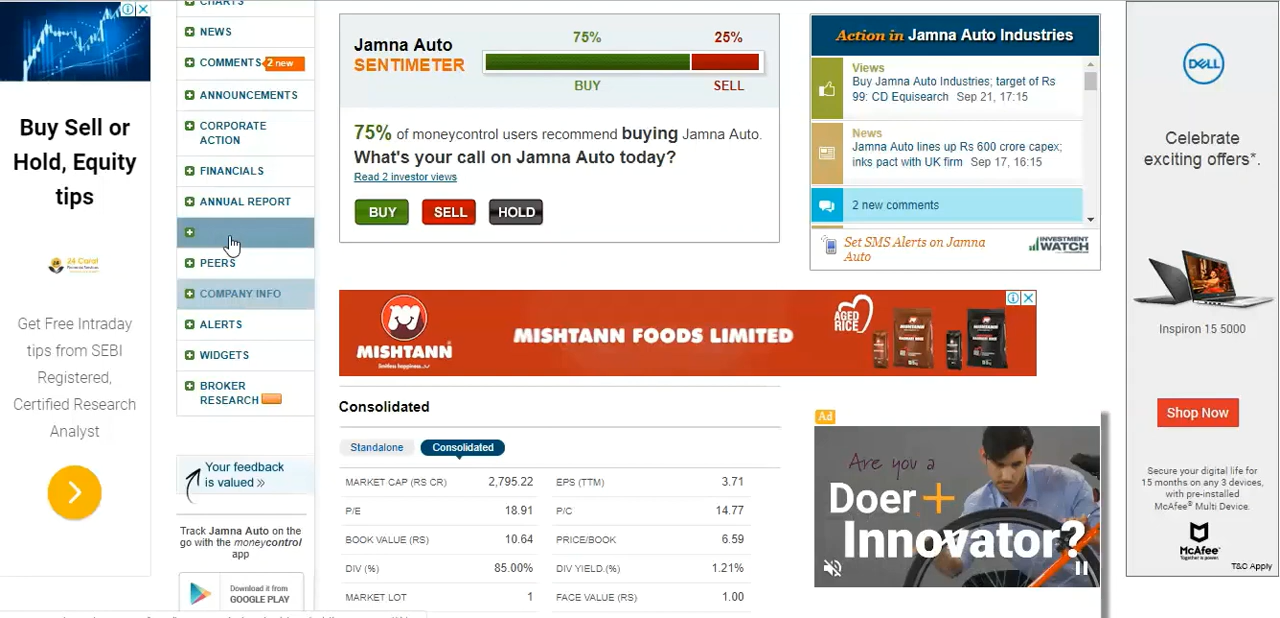 CHARTS
NEWS
COMMENTS 2 new
ANNOUNCEMENTS
CORPORATE
ACTION
FINANCIALS
ANNUAL REPORT
PEERS
COMPANY INFO
ALERTS
WIDGETS
BROKER
RESEARCH
Your feedback
is valued »
Track Jamna Auto on the
go with the moneycontrol
app
Download it from
GOOGLE PLAY
Buy Sell or
Hold, Equity
tips
24 Carat
Get Free Intraday
tips from SEBI
Registered,
Certified Research
Analyst
Jamna Auto
SENTIMETER
75% 25%
BUY SELL
75% of moneycontrol users recommend buying Jamna Auto.
What's your call on Jamna Auto today?
Read 2 investor views
BUY SELL HOLD
Action in Jamna Auto Industries
Views
Buy Jamna Auto Industries; target of Rs
99: CD Equisearch Sep 21, 17:15
News
Jamna Auto lines up Rs 600 crore capex;
inks pact with UK firm Sep 17, 16:15
2 new comments
Set SMS Alerts on Jamna
Auto
INVESTMENT
WATCH
MISHTANN
MISHTANN FOODS LIMITED
AGED
RICE
Consolidated
Standalone Consolidated
MARKET CAP (RS CR) 2,795.22 EPS (TTM) 3.71
P/E 18.91 P/C 14.77
BOOK VALUE (RS) 10.64 PRICE/BOOK 6.59
DIV (%) 85.00% DIV YIELD.(%) 1.21%
MARKET LOT 1 FACE VALUE (RS) 1.00
Ad
Are you a
Doer+
Innovator?
DELL
Celebrate
exciting offers*.
Inspiron 15 5000
Shop Now
Secure your digital life for
15 months on any 3 devices,
with pre-installed
McAfee® Multi Device.
McAfee
Together is power.
T&C Apply